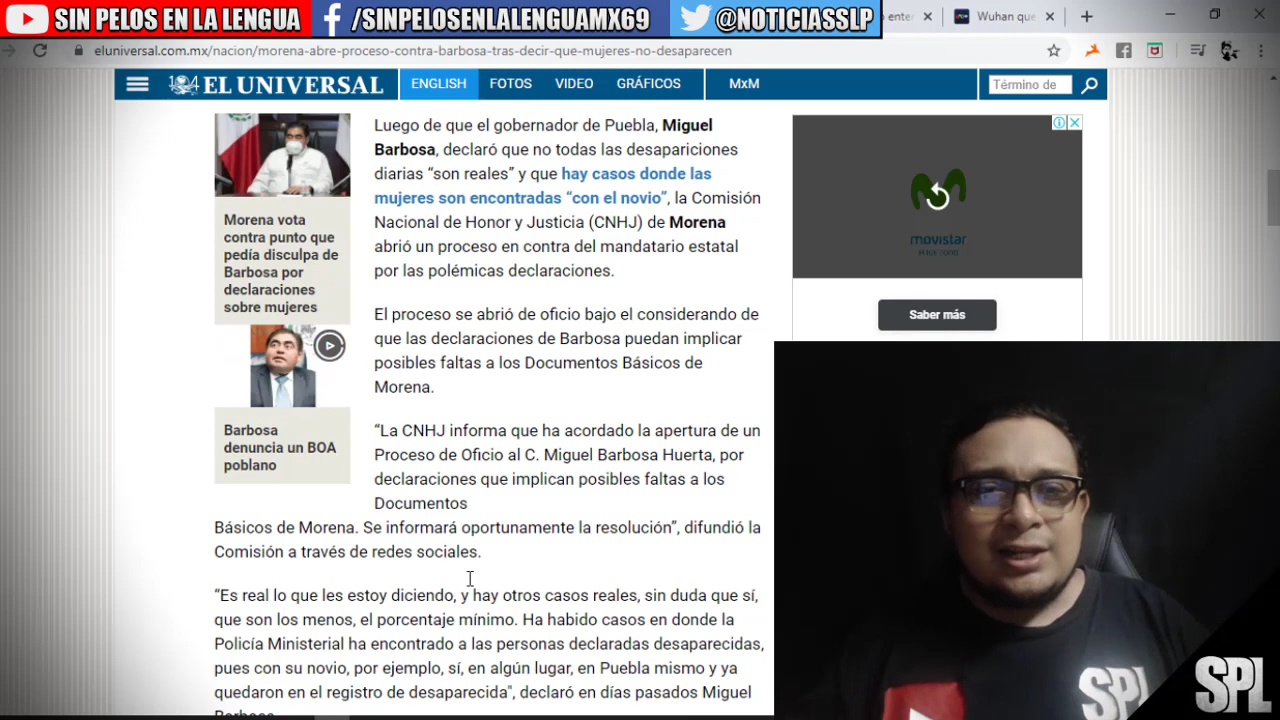 SIN PELOS EN LA LENGUA
/SINPELOSENLALENGUAMX69
@NOTICIASSLP
Wuhan que
eluniversal.com.mx/nacion/morena-abre-proceso-contra-barbosa-tras-decir-que-mujeres-no-desaparecen
EL UNIVERSAL
ENGLISH
FOTOS
VIDEO
GRÁFICOS
MxM
Término de
Morena vota
contra punto que
pedía disculpa de
Barbosa por
declaraciones
sobre mujeres
Barbosa
denuncia un BOA
poblano
Luego de que el gobernador de Puebla, Miguel
Barbosa, declaró que no todas las desapariciones
diarias “son reales” y que hay casos donde las
mujeres son encontradas “con el novio”, la Comisión
Nacional de Honor y Justicia (CNHJ) de Morena
abrió un proceso en contra del mandatario estatal
por las polémicas declaraciones.
El proceso se abrió de oficio bajo el considerando de
que las declaraciones de Barbosa puedan implicar
posibles faltas a los Documentos Básicos de
Morena.
“La CNHJ informa que ha acordado la apertura de un
Proceso de Oficio al C. Miguel Barbosa Huerta, por
declaraciones que implican posibles faltas a los
Documentos
Básicos de Morena. Se informará oportunamente la resolución”, difundió la
Comisión a través de redes sociales.
“Es real lo que les estoy diciendo, y hay otros casos reales, sin duda que sí,
que son los menos, el porcentaje mínimo. Ha habido casos en donde la
Policía Ministerial ha encontrado a las personas declaradas desaparecidas,
pues con su novio, por ejemplo, sí, en algún lugar, en Puebla mismo y ya
quedaron en el registro de desaparecida", declaró en días pasados Miguel
Barbosa
movistar
Saber más
SPL
SPL